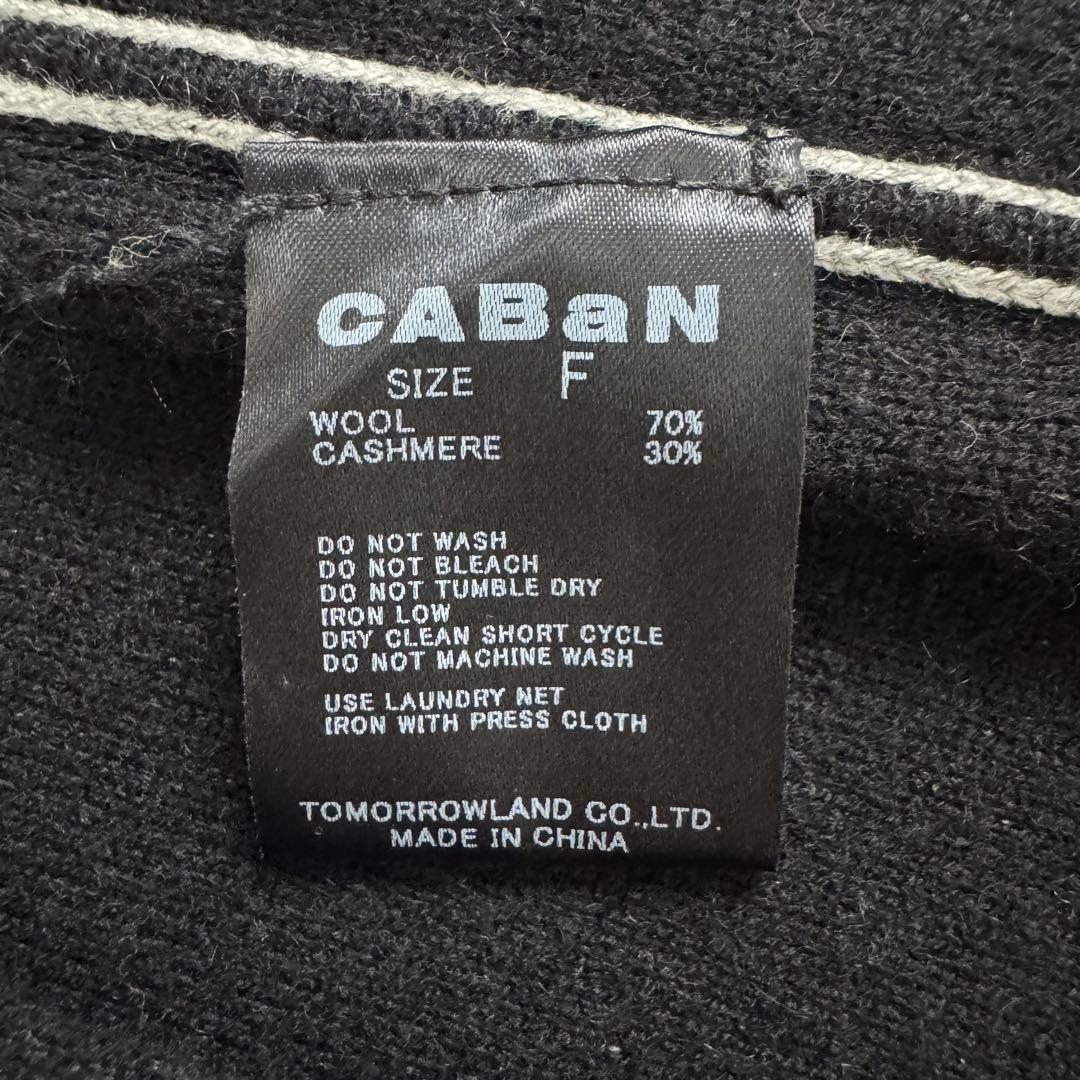 CABaN
SIZE F
WOOL 70%
CASHMERE 30%
DO NOT WASH
DO NOT BLEACH
DO NOT TUMBLE DRY
IRON LOW
DRY CLEAN SHORT CYCLE
DO NOT MACHINE WASH
USE LAUNDRY NET
IRON WITH PRESS CLOTH
TOMORROWLAND CO.,LTD.
MADE IN CHINA